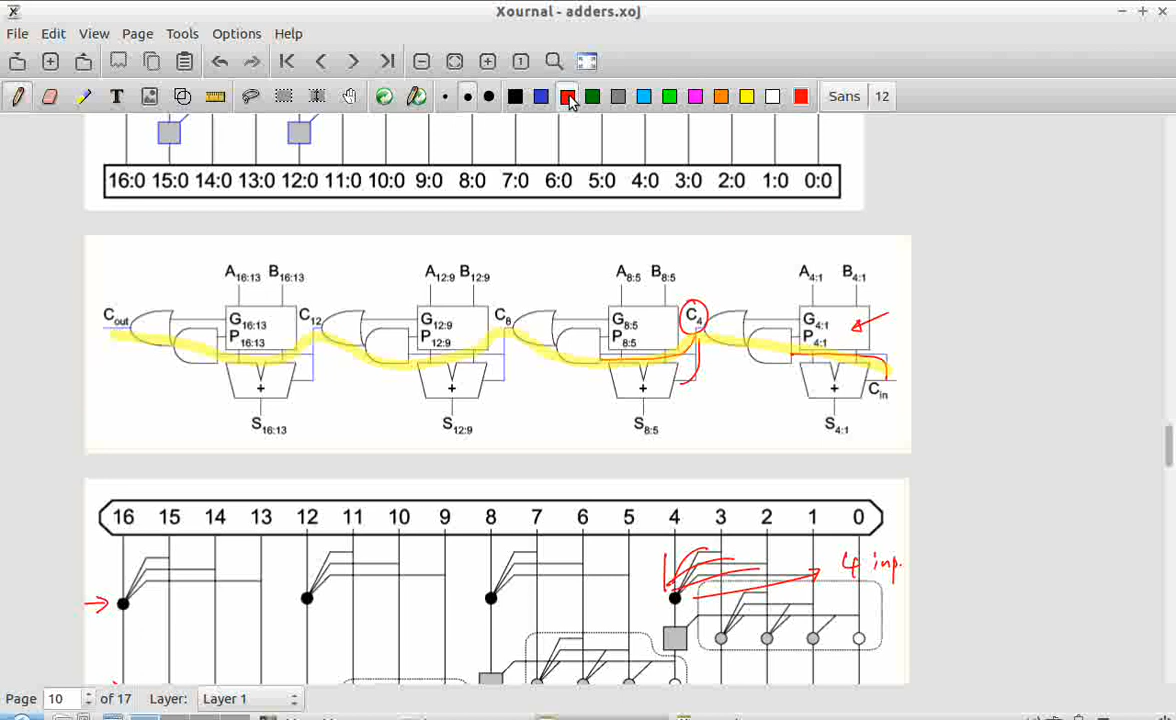 Xournal - adders.xoj
File Edit View Page Tools Options Help
Sans 12
16:0 15:0 14:0 13:0 12:0 11:0 10:0 9:0 8:0 7:0 6:0 5:0 4:0 3:0 2:0 1:0 0:0
A16:13 B16:13 A12:9 B12:9 A8:5 B8:5 A4:1 B4:1
Cout G16:13 C12 G12:9 C8 G8:5 C4 G4:1
P16:13 P12:9 P8:5 P4:1
+ + + + Cin
S16:13 S12:9 S8:5 S4:1
16 15 14 13 12 11 10 9 8 7 6 5 4 3 2 1 0
4 inp.
Page 10 of 17 Layer: Layer 1